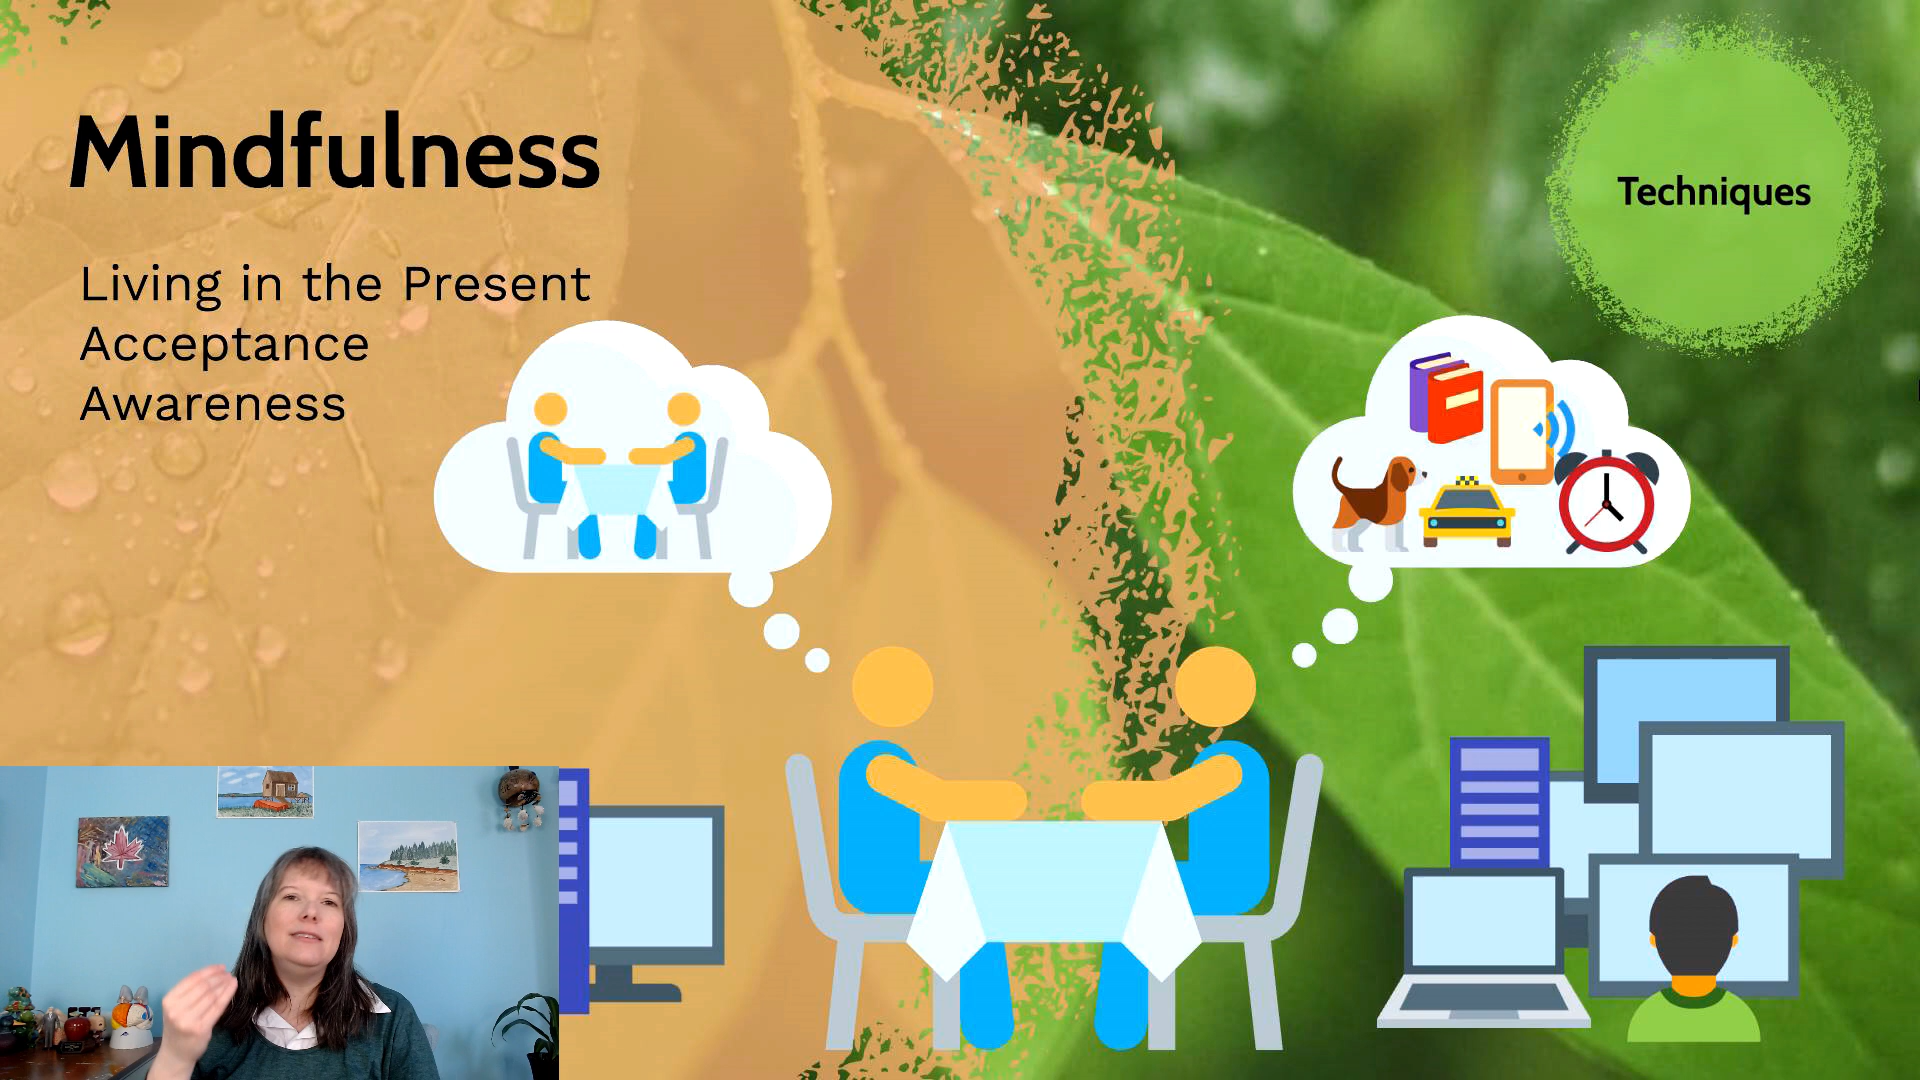 Mindfulness
Techniques
Living in the Present
Acceptance
Awareness